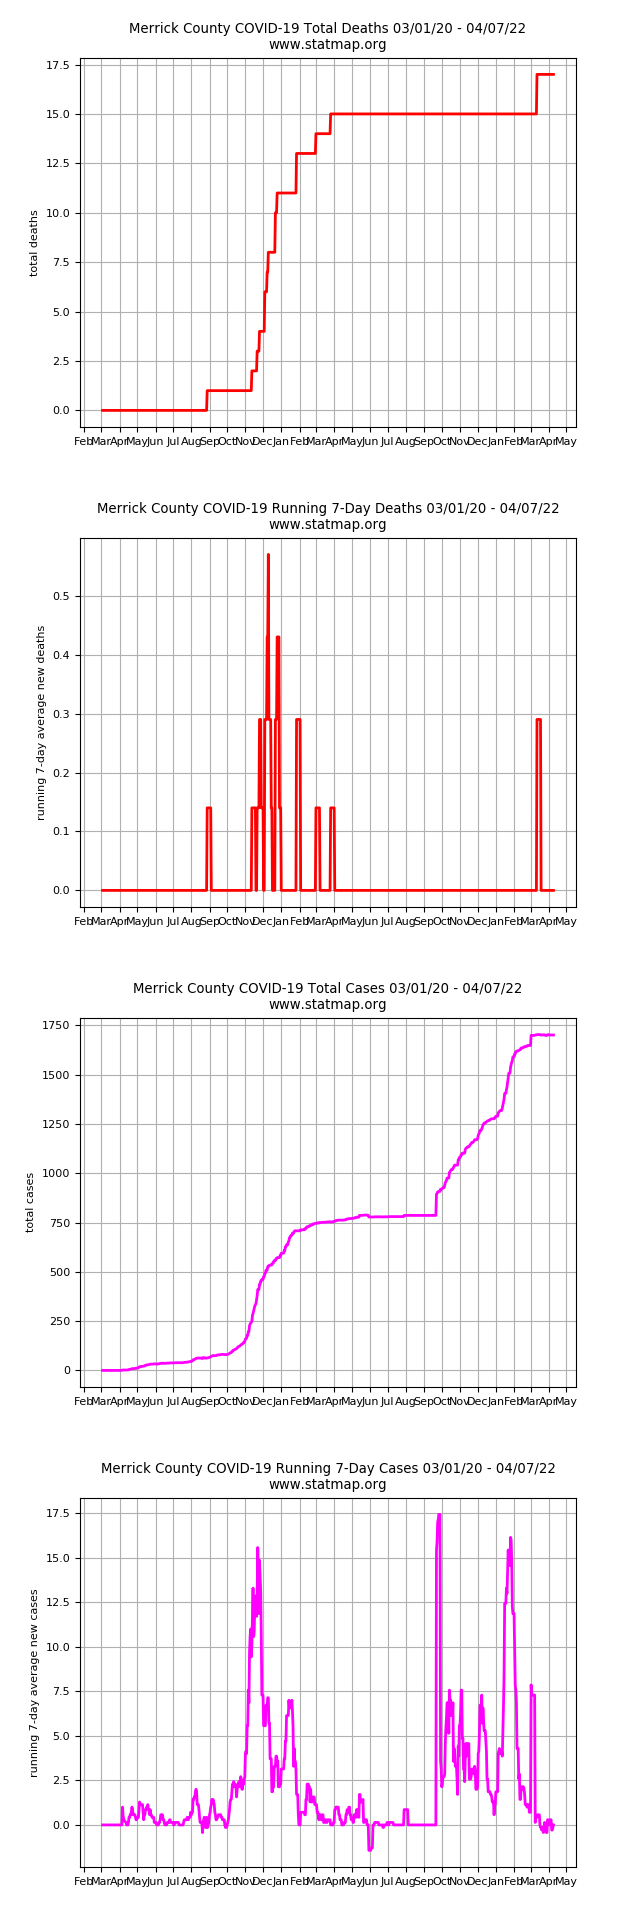 Merrick County COVID-19 Total Deaths 03/01/20 - 04/07/22
www.statmap.org
17.5
15.0
12.5
10.0
7.5
5.0
2.5
0.0
total deaths
Feb Mar Apr May Jun Jul Aug Sep Oct Nov Dec Jan Feb Mar Apr May Jun Jul Aug Sep Oct Nov Dec Jan Feb Mar Apr May
Merrick County COVID-19 Running 7-Day Deaths 03/01/20 - 04/07/22
www.statmap.org
0.5
0.4
0.3
0.2
0.1
0.0
running 7-day average new deaths
Feb Mar Apr May Jun Jul Aug Sep Oct Nov Dec Jan Feb Mar Apr May Jun Jul Aug Sep Oct Nov Dec Jan Feb Mar Apr May
Merrick County COVID-19 Total Cases 03/01/20 - 04/07/22
www.statmap.org
1750
1500
1250
1000
750
500
250
0
total cases
Feb Mar Apr May Jun Jul Aug Sep Oct Nov Dec Jan Feb Mar Apr May Jun Jul Aug Sep Oct Nov Dec Jan Feb Mar Apr May
Merrick County COVID-19 Running 7-Day Cases 03/01/20 - 04/07/22
www.statmap.org
17.5
15.0
12.5
10.0
7.5
5.0
2.5
0.0
running 7-day average new cases
Feb Mar Apr May Jun Jul Aug Sep Oct Nov Dec Jan Feb Mar Apr May Jun Jul Aug Sep Oct Nov Dec Jan Feb Mar Apr May